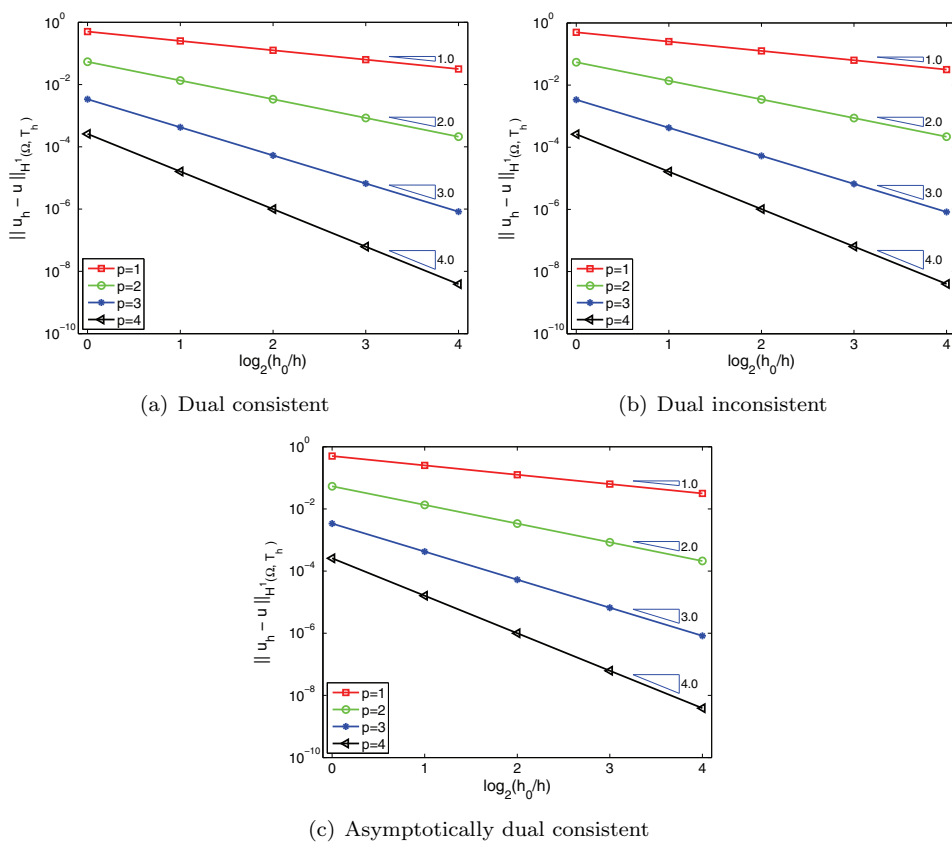 10^0
10^-2
10^-4
10^-6
10^-8
10^-10
|| u_h − u ||_{H^1(Ω, T_h)}
1.0
2.0
3.0
4.0
p=1
p=2
p=3
p=4
0 1 2 3 4
log_2(h_0/h)
(a) Dual consistent
10^0
10^-2
10^-4
10^-6
10^-8
10^-10
|| u_h − u ||_{H^1(Ω, T_h)}
1.0
2.0
3.0
4.0
p=1
p=2
p=3
p=4
0 1 2 3 4
log_2(h_0/h)
(b) Dual inconsistent
10^0
10^-2
10^-4
10^-6
10^-8
10^-10
|| u_h − u ||_{H^1(Ω, T_h)}
1.0
2.0
3.0
4.0
p=1
p=2
p=3
p=4
0 1 2 3 4
log_2(h_0/h)
(c) Asymptotically dual consistent